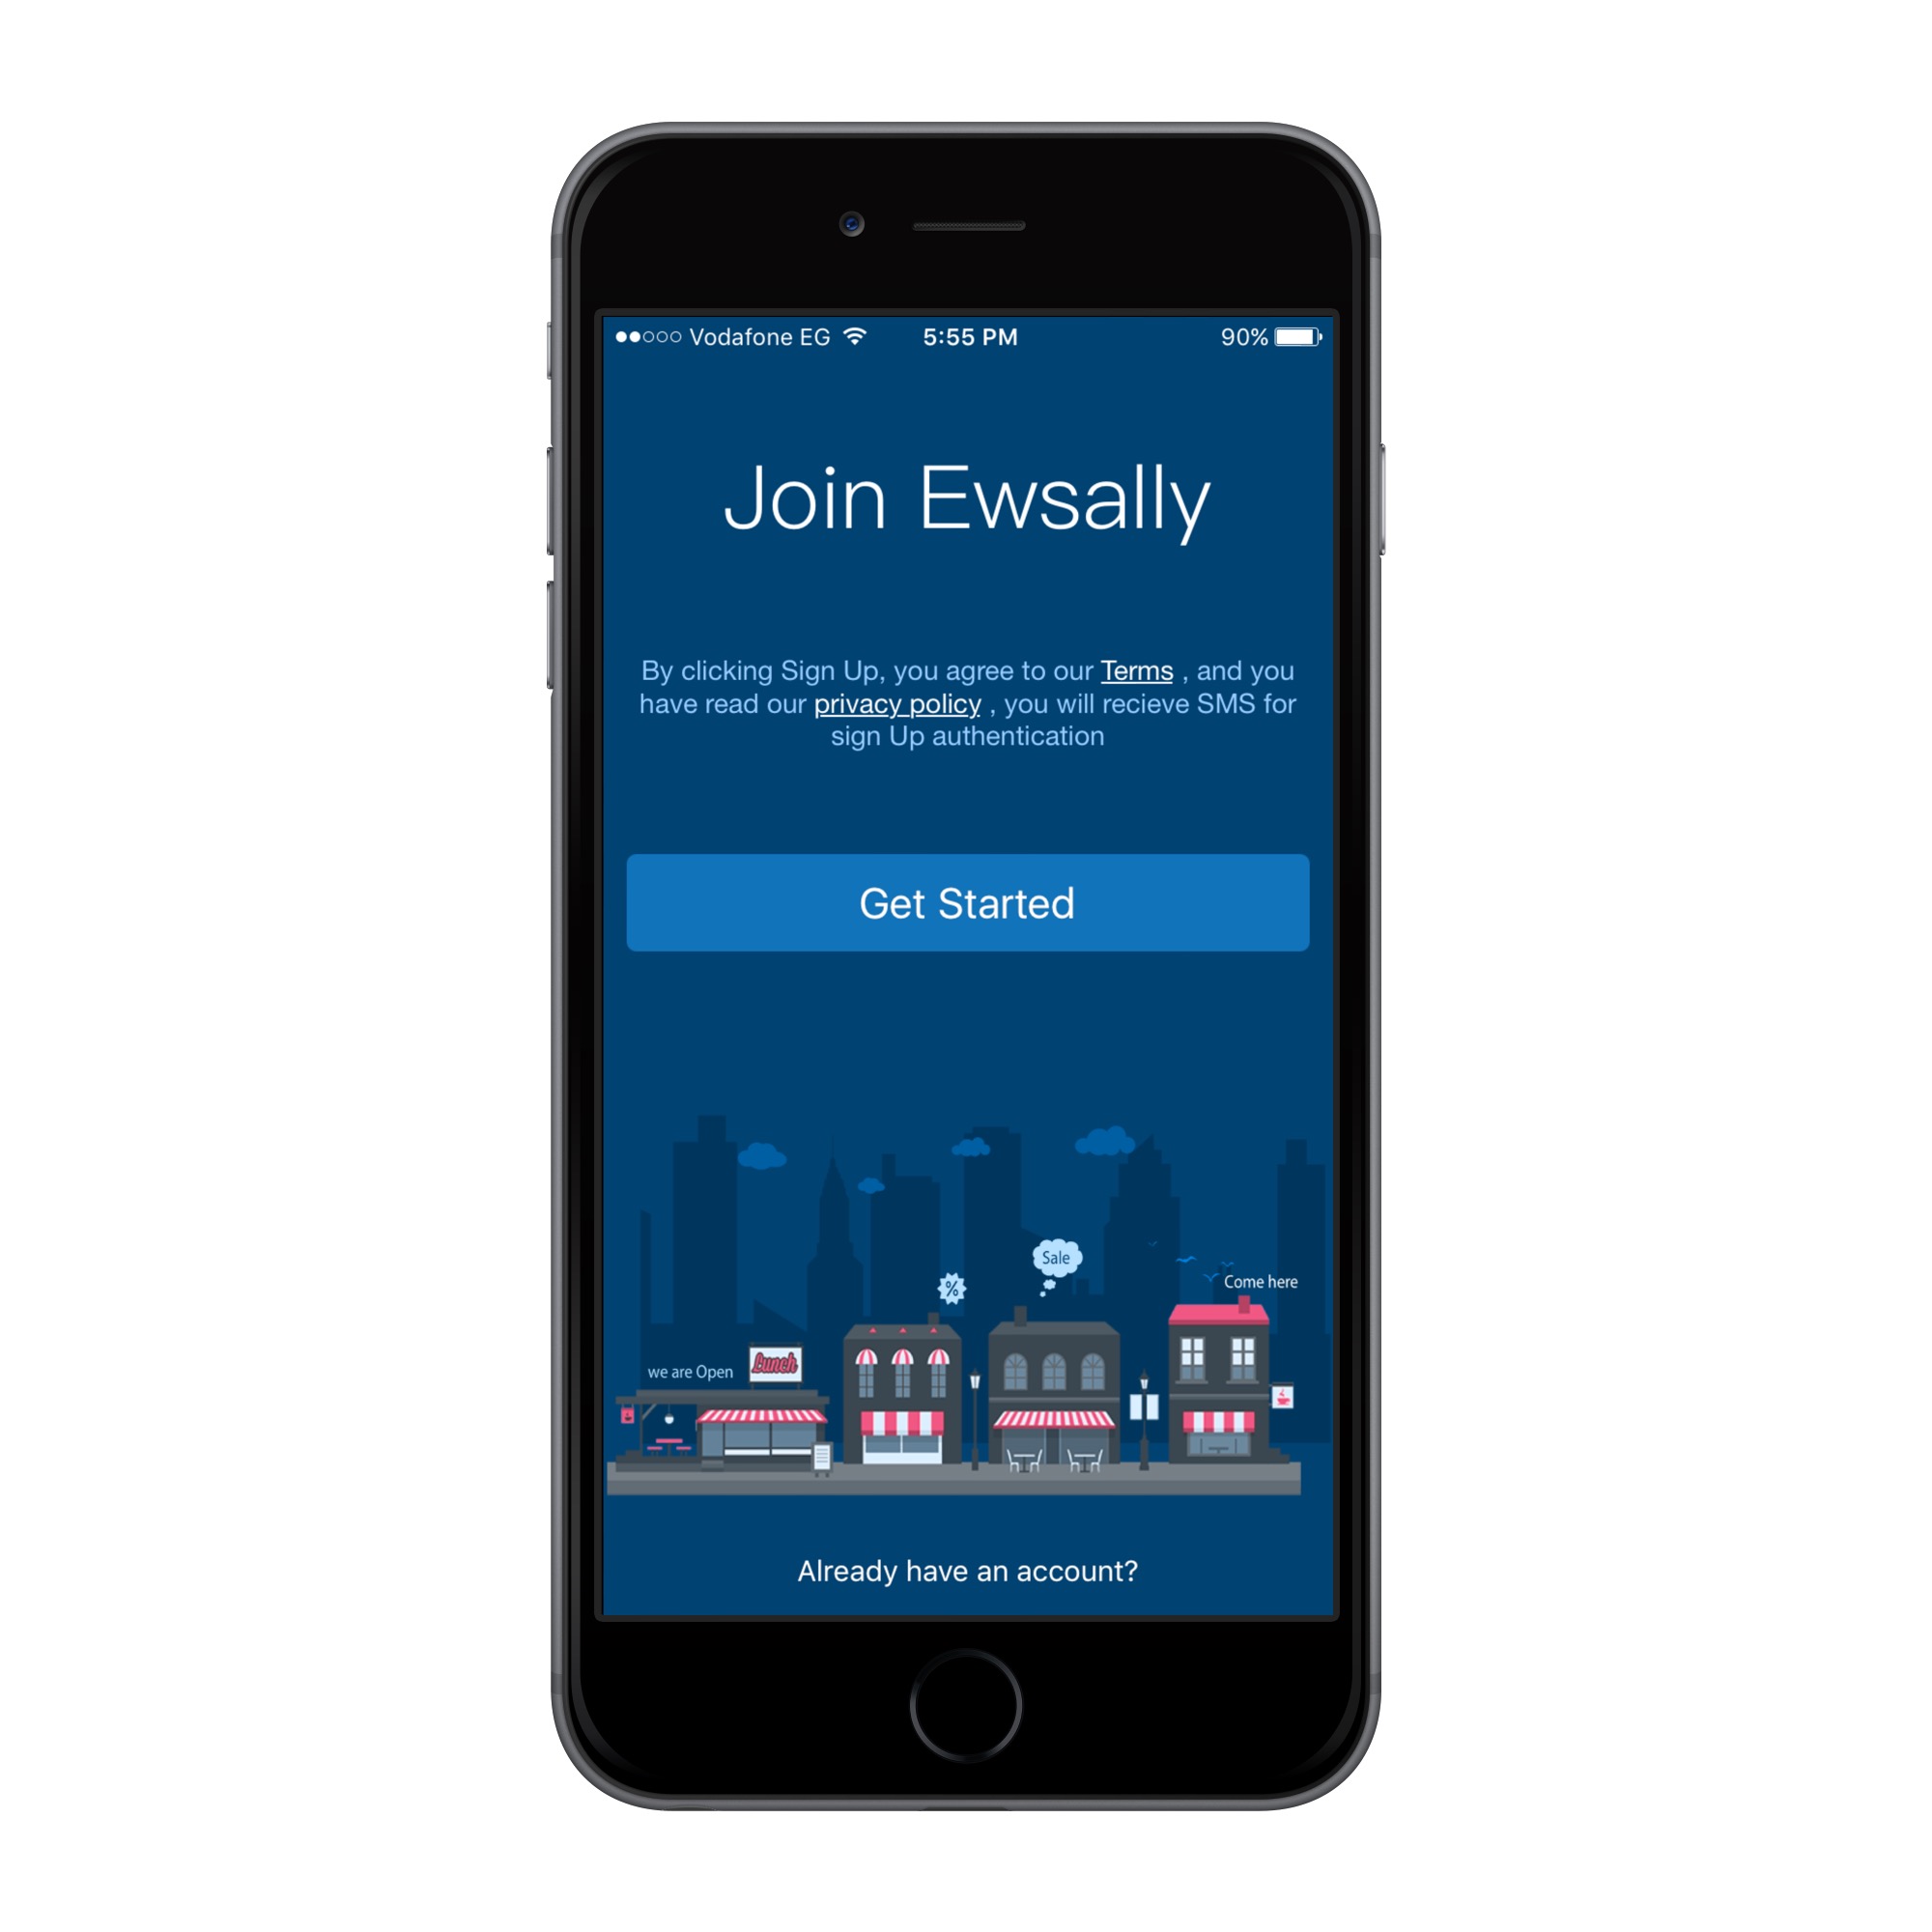 Vodafone EG 5:55 PM 90%
Join Ewsally
By clicking Sign Up, you agree to our Terms , and you
have read our privacy policy , you will recieve SMS for
sign Up authentication
Get Started
Sale
%
Come here
we are Open
Lunch
Already have an account?